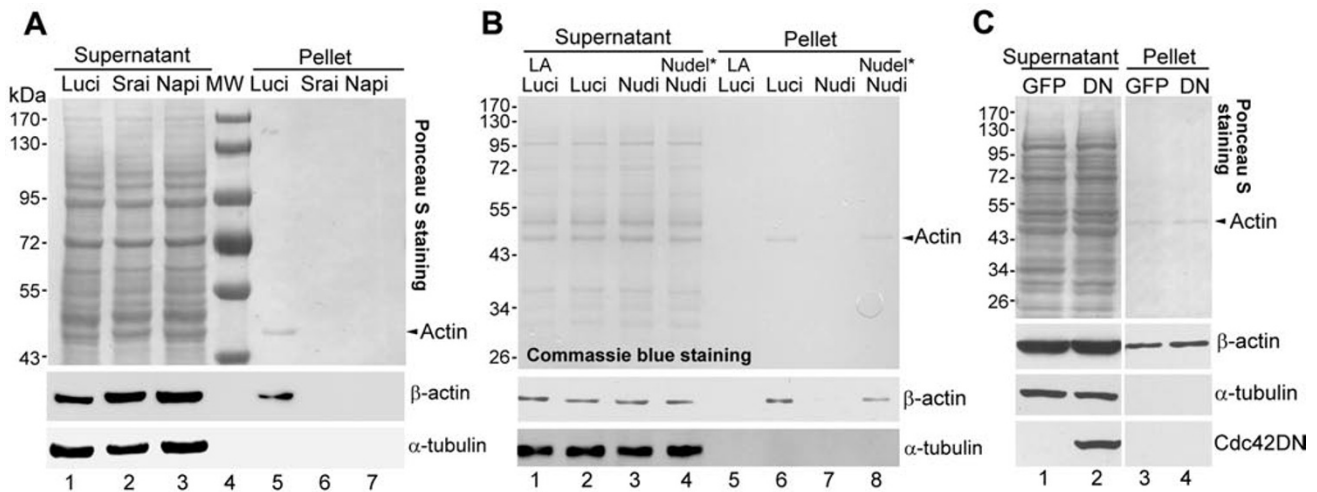 A
Supernatant Pellet
Luci Srai Napi MW Luci Srai Napi
kDa
170-
130-
95-
72-
55-
43-
Ponceau S staining
Actin
β-actin
α-tubulin
1 2 3 4 5 6 7
B
Supernatant Pellet
LA Nudel* LA Nudel*
Luci Luci Nudi Nudi Luci Luci Nudi Nudi
170-
130-
95-
72-
55-
43-
34-
26-
Actin
Commassie blue staining
β-actin
α-tubulin
1 2 3 4 5 6 7 8
C
Supernatant Pellet
GFP DN GFP DN
170-
130-
95-
72-
55-
43-
34-
26-
Ponceau S
staining
Actin
β-actin
α-tubulin
Cdc42DN
1 2 3 4